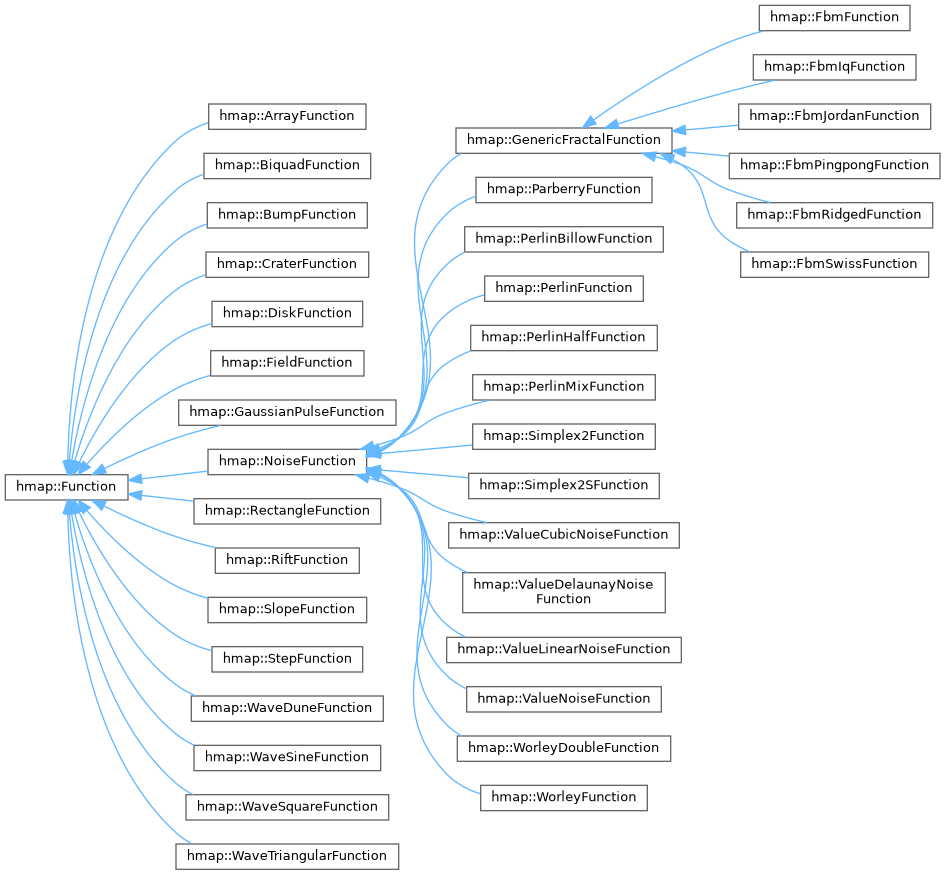 hmap::Function
hmap::ArrayFunction
hmap::BiquadFunction
hmap::BumpFunction
hmap::CraterFunction
hmap::DiskFunction
hmap::FieldFunction
hmap::GaussianPulseFunction
hmap::NoiseFunction
hmap::RectangleFunction
hmap::RiftFunction
hmap::SlopeFunction
hmap::StepFunction
hmap::WaveDuneFunction
hmap::WaveSineFunction
hmap::WaveSquareFunction
hmap::WaveTriangularFunction
hmap::GenericFractalFunction
hmap::ParberryFunction
hmap::PerlinBillowFunction
hmap::PerlinFunction
hmap::PerlinHalfFunction
hmap::PerlinMixFunction
hmap::Simplex2Function
hmap::Simplex2SFunction
hmap::ValueCubicNoiseFunction
hmap::ValueDelaunayNoise
Function
hmap::ValueLinearNoiseFunction
hmap::ValueNoiseFunction
hmap::WorleyDoubleFunction
hmap::WorleyFunction
hmap::FbmFunction
hmap::FbmIqFunction
hmap::FbmJordanFunction
hmap::FbmPingpongFunction
hmap::FbmRidgedFunction
hmap::FbmSwissFunction